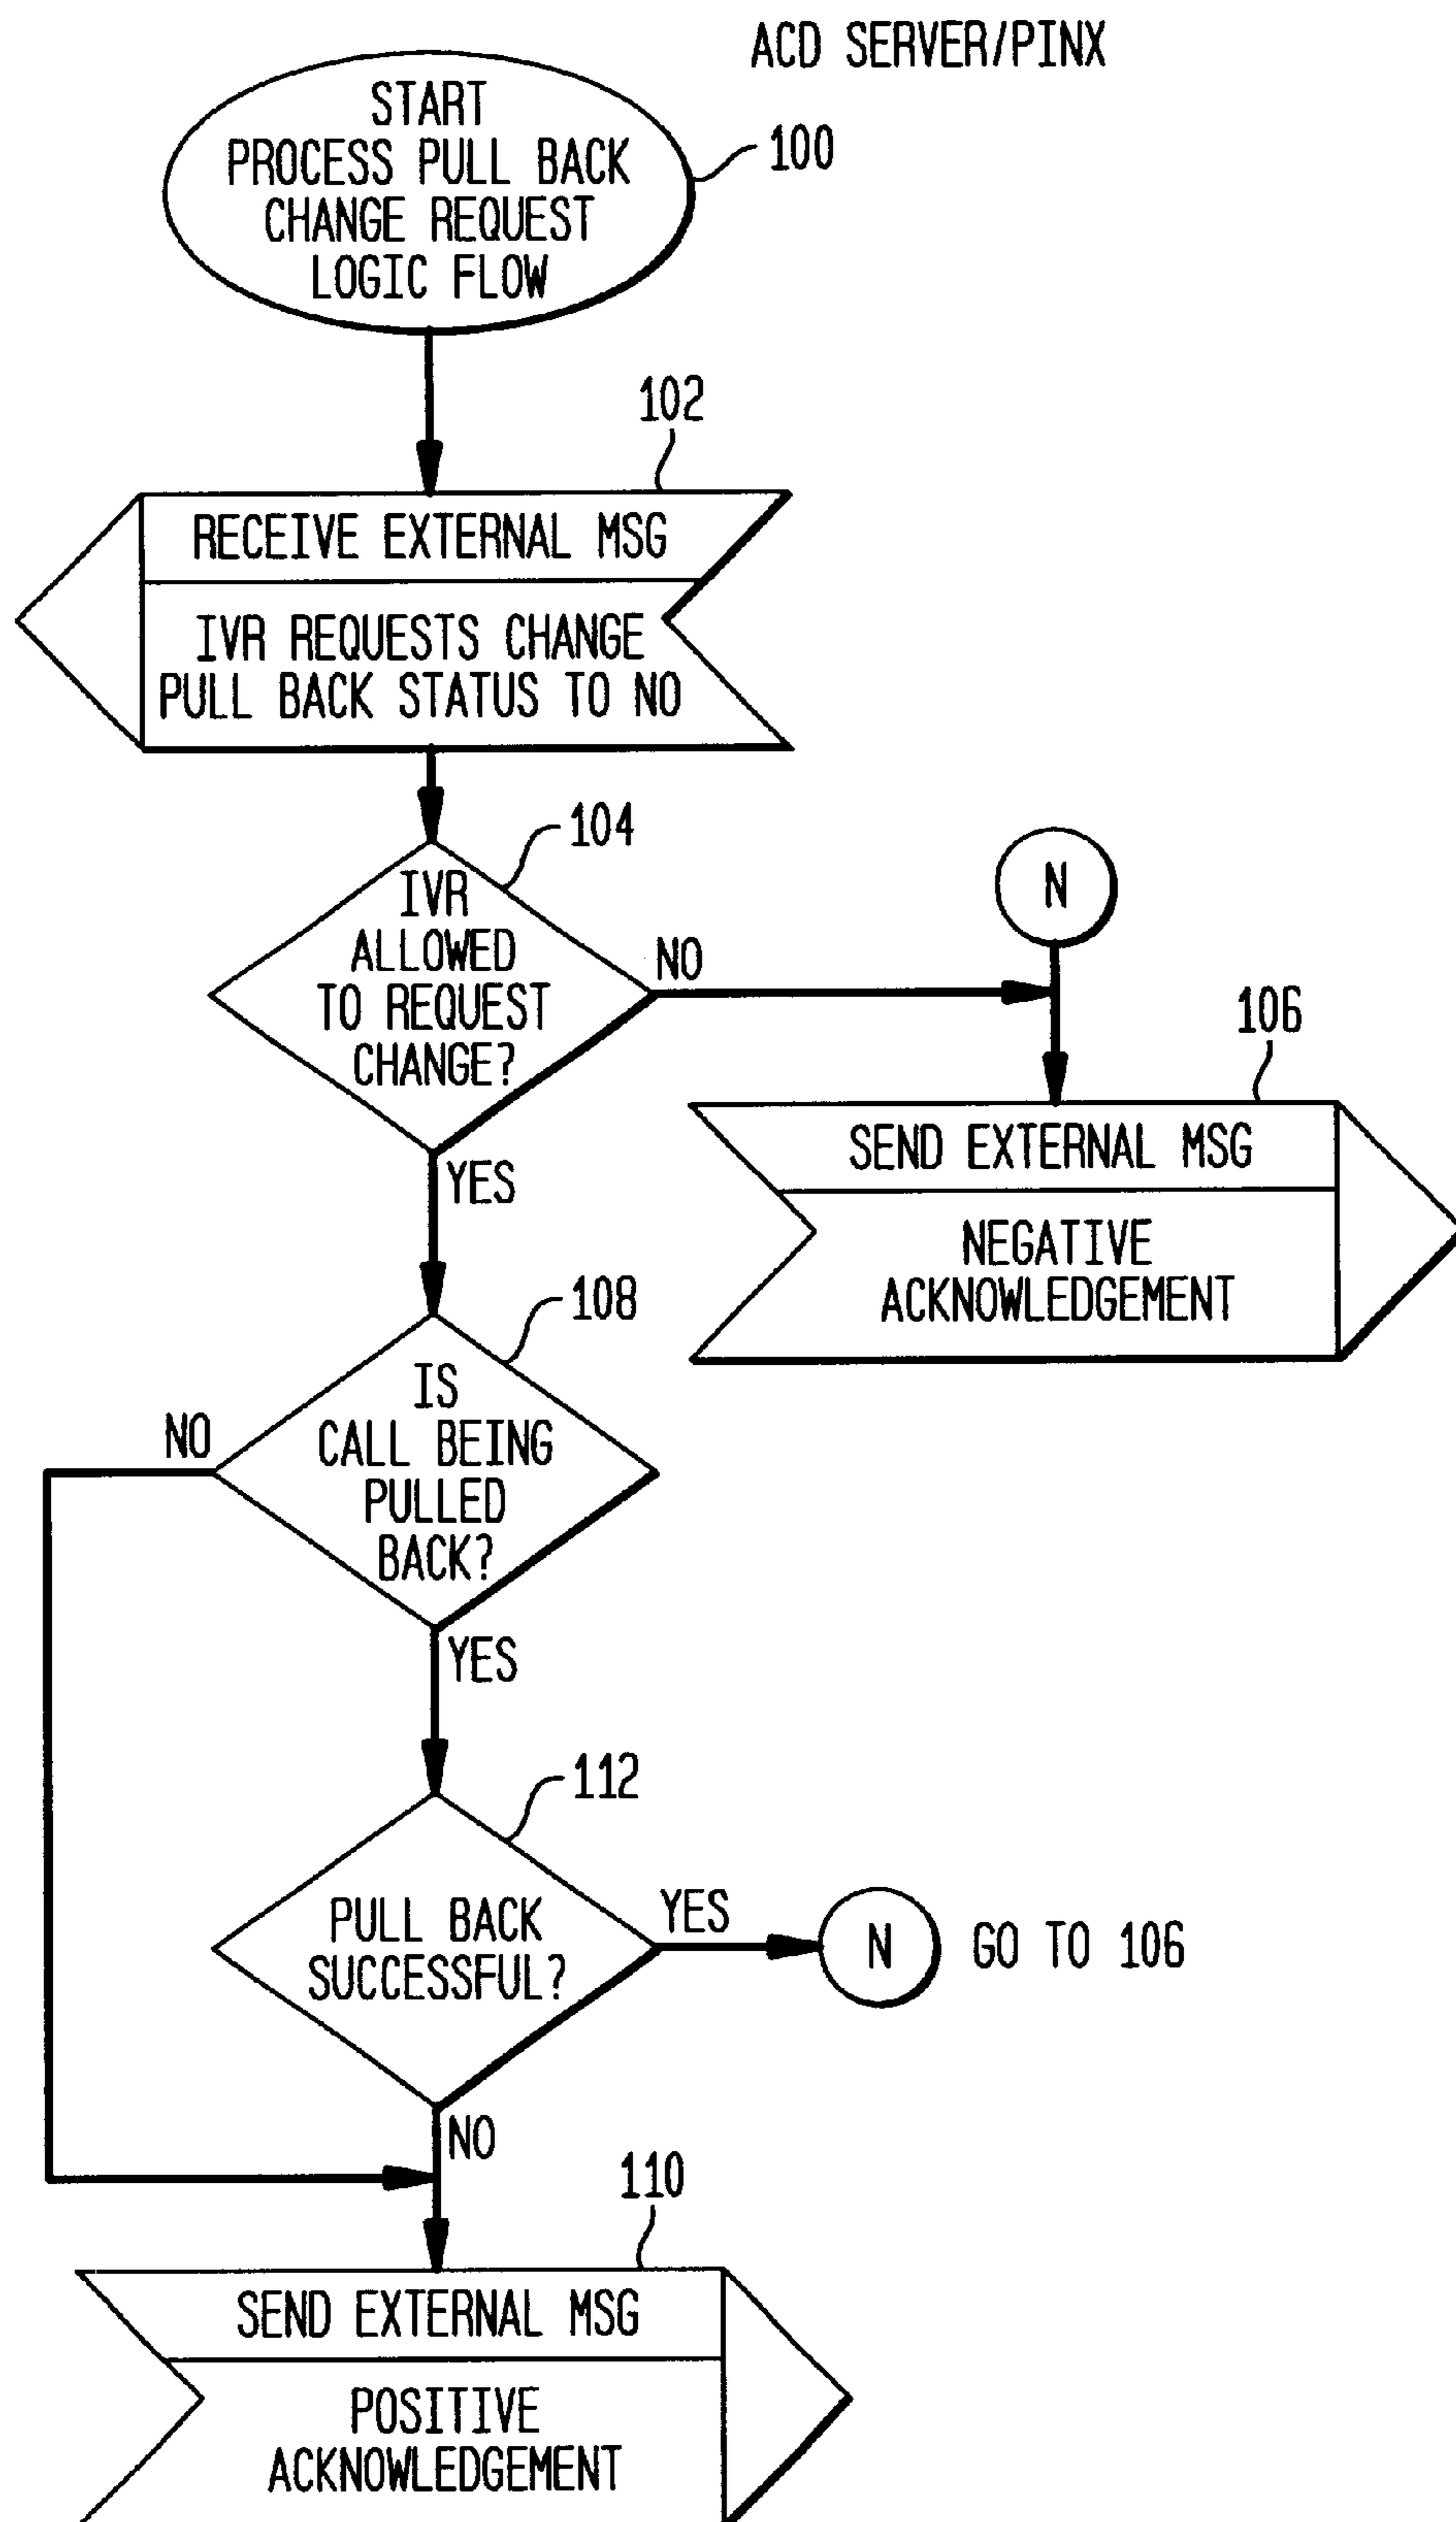 ACD SERVER/PINX
START
PROCESS PULL BACK
CHANGE REQUEST
LOGIC FLOW
100
102
RECEIVE EXTERNAL MSG
IVR REQUESTS CHANGE
PULL BACK STATUS TO NO
104
IVR
ALLOWED
TO REQUEST
CHANGE?
NO
N
YES
106
SEND EXTERNAL MSG
NEGATIVE
ACKNOWLEDGEMENT
108
IS
CALL BEING
PULLED
BACK?
NO
YES
112
PULL BACK
SUCCESSFUL?
YES
N
GO TO 106
NO
110
SEND EXTERNAL MSG
POSITIVE
ACKNOWLEDGEMENT